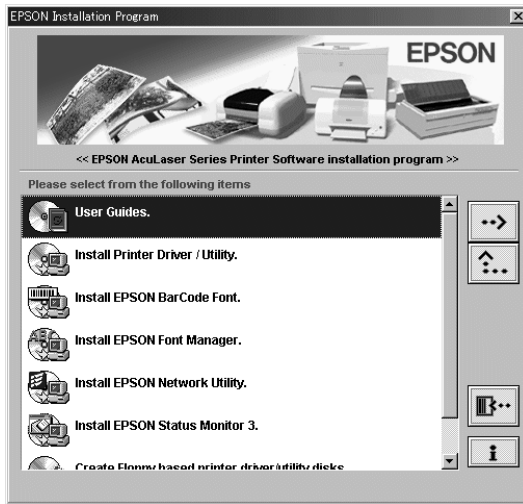 EPSON Installation Program
EPSON
<< EPSON AcuLaser Series Printer Software installation program >>
Please select from the following items
User Guides.
Install Printer Driver / Utility.
Install EPSON BarCode Font.
Install EPSON Font Manager.
Install EPSON Network Utility.
Install EPSON Status Monitor 3.
Create Floppy based printer driver/utility disks